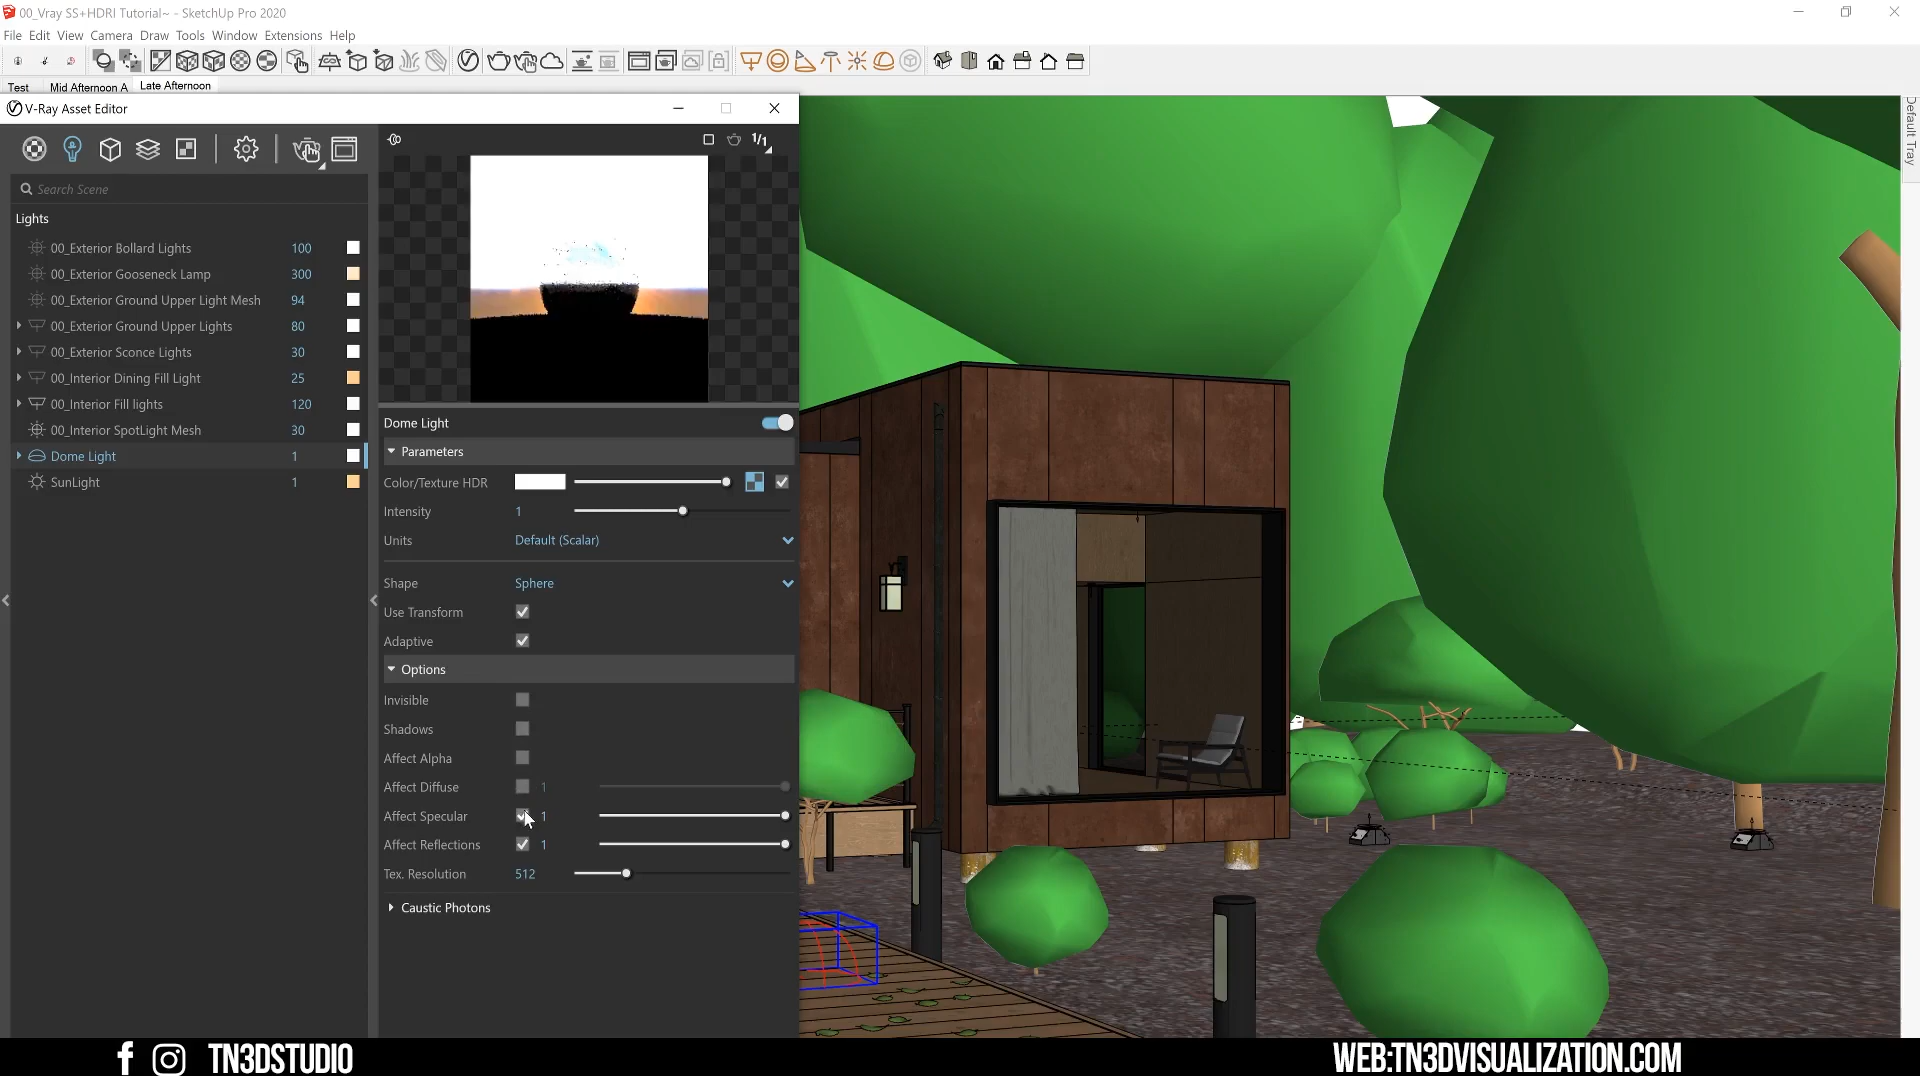 00_Vray SS+HDRI Tutorial~ - SketchUp Pro 2020
File Edit View Camera Draw Tools Window Extensions Help
Test Mid Afternoon A Late Afternoon
Default Tray
V-Ray Asset Editor
1/1
Search Scene
Lights
00_Exterior Bollard Lights 100
00_Exterior Gooseneck Lamp 300
00_Exterior Ground Upper Light Mesh 94
00_Exterior Ground Upper Lights 80
00_Exterior Sconce Lights 30
00_Interior Dining Fill Light 25
00_Interior Fill lights 120
00_Interior SpotLight Mesh 30
Dome Light 1
SunLight 1
Dome Light
Parameters
Color/Texture HDR
Intensity 1
Units Default (Scalar)
Shape Sphere
Use Transform
Adaptive
Options
Invisible
Shadows
Affect Alpha
Affect Diffuse 1
Affect Specular 1
Affect Reflections 1
Tex. Resolution 512
Caustic Photons
TN3DSTUDIO
WEB:TN3DVISUALIZATION.COM